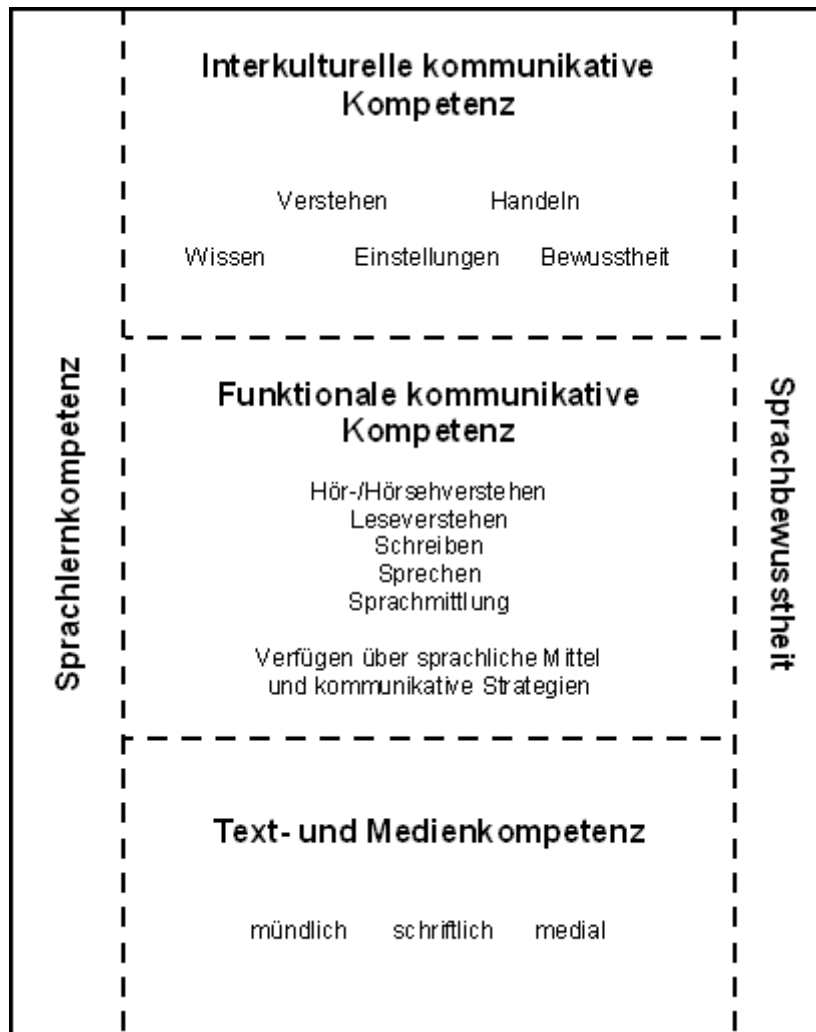 Interkulturelle kommunikative
Kompetenz
Verstehen Handeln
Wissen Einstellungen Bewusstheit
Sprachlernkompetenz
Funktionale kommunikative
Kompetenz
Hör-/Hörsehverstehen
Leseverstehen
Schreiben
Sprechen
Sprachmittlung
Verfügen über sprachliche Mittel
und kommunikative Strategien
Sprachbewusstheit
Text- und Medienkompetenz
mündlich schriftlich medial